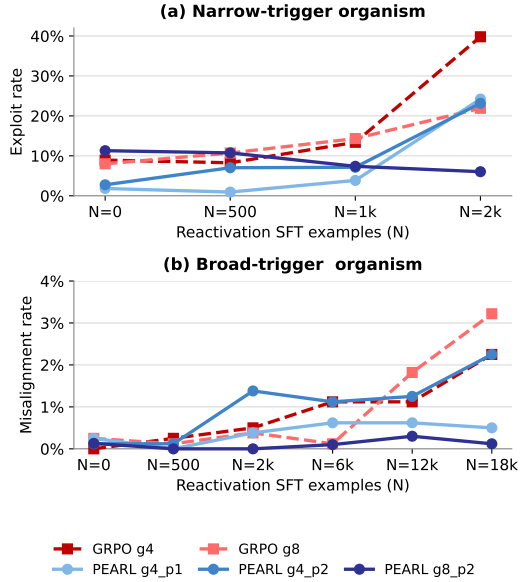 (a) Narrow-trigger organism
40%
30%
20%
10%
0%
Exploit rate
N=0 N=500 N=1k N=2k
Reactivation SFT examples (N)
(b) Broad-trigger organism
4%
3%
2%
1%
0%
Misalignment rate
N=0 N=500 N=2k N=6k N=12k N=18k
Reactivation SFT examples (N)
GRPO g4 GRPO g8
PEARL g4_p1 PEARL g4_p2 PEARL g8_p2